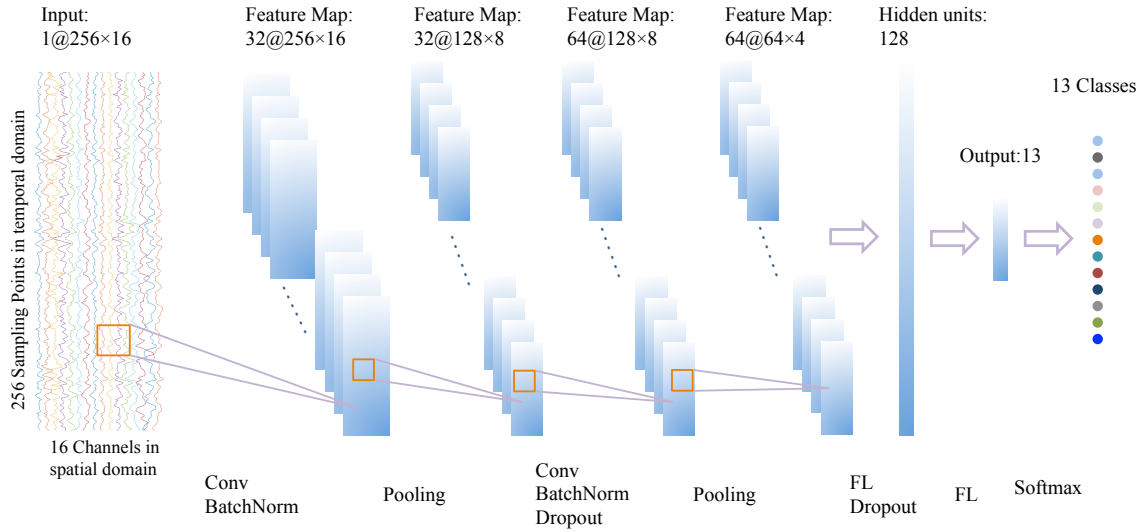 Input:
1@256×16
Feature Map:
32@256×16
Feature Map:
32@128×8
Feature Map:
64@128×8
Feature Map:
64@64×4
Hidden units:
128
13 Classes
Output:13
256 Sampling Points in temporal domain
16 Channels in
spatial domain
Conv
BatchNorm
Pooling
Conv
BatchNorm
Dropout
Pooling
FL
Dropout
FL
Softmax